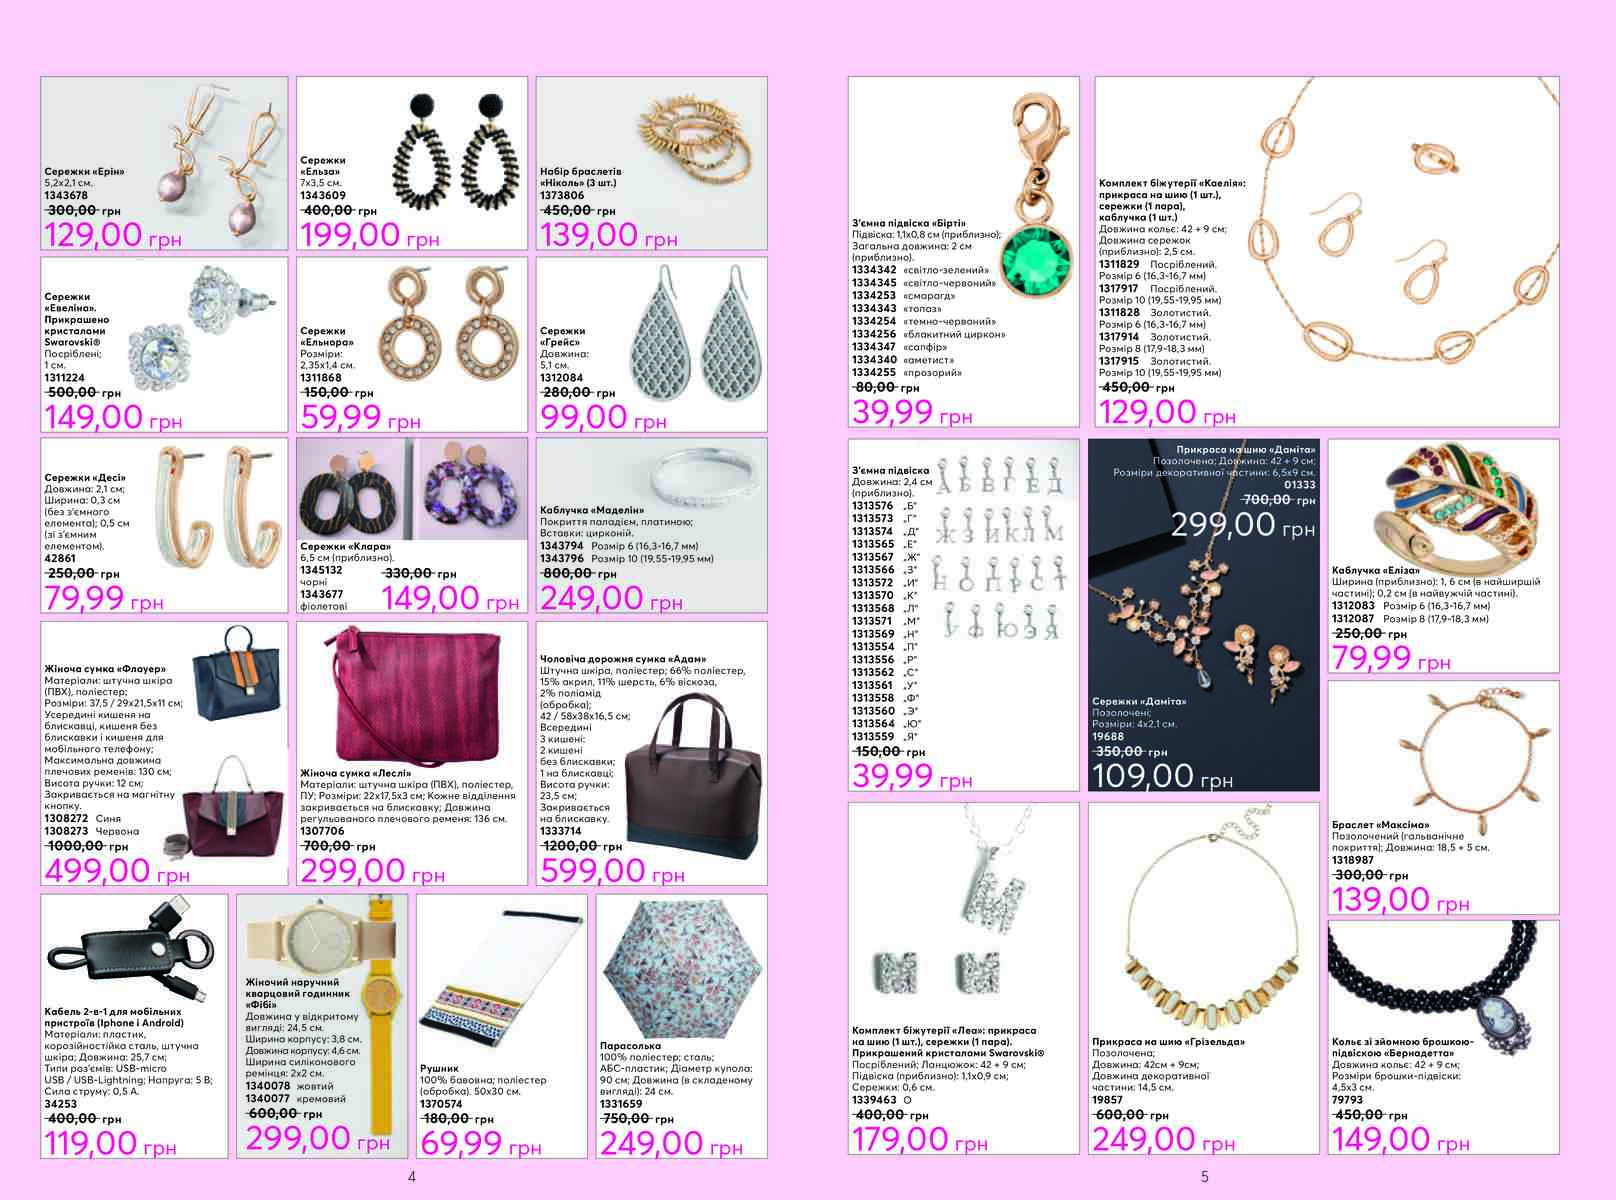 Сережки «Ерін»
5,2х2,1 см.
1343678
300,00 грн
129,00 грн
Сережки
«Ельза»
7х3,5 см.
1343609
400,00 грн
199,00 грн
Набір браслетів
«Ніколь» (3 шт.)
1373806
450,00 грн
139,00 грн
Сережки
«Евеліна».
Прикрашено
кристалами
Swarovski®
Посріблені;
1 см.
1311224
500,00 грн
149,00 грн
Сережки
«Ельнора»
Розміри:
2,35х1,4 см.
1311868
150,00 грн
59,99 грн
Сережки
«Грейс»
Довжина:
5,1 см.
1312084
280,00 грн
99,00 грн
Сережки «Десі»
Довжина: 2,1 см;
Ширина: 0,3 см
(без з’ємного
елемента); 0,5 см
(зі з’ємним
елементом).
42861
250,00 грн
79,99 грн
Сережки «Клара»
6,5 см (приблизно).
1345132
чорні
1343677
фіолетові
330,00 грн
149,00 грн
Каблучка «Маделін»
Покриття паладієм, платиною;
Вставки: цирконій.
1343794 Розмір 6 (16,3-16,7 мм)
1343796 Розмір 10 (19,55-19,95 мм)
800,00 грн
249,00 грн
Жіноча сумка «Флауер»
Матеріали: штучна шкіра
(ПВХ), поліестер;
Розміри: 37,5 / 29х21,5х11 см;
Усередині кишеня на
блискавці, кишеня без
блискавки і кишеня для
мобільного телефону;
Максимальна довжина
плечових ременів: 130 см;
Висота ручки: 12 см;
Закривається на магнітну
кнопку.
1308272 Синя
1308273 Червона
1000,00 грн
499,00 грн
Жіноча сумка «Леслі»
Матеріали: штучна шкіра (ПВХ), поліестер,
ПУ; Розміри: 22х17,5х3 см; Кожне відділення
закривається на блискавку; Довжина
регульованого плечового ременя: 136 см.
1307706
700,00 грн
299,00 грн
Чоловіча дорожня сумка «Адам»
Штучна шкіра, поліестер; 66% поліестер,
15% акрил, 11% шерсть, 6% віскоза,
2% поліамід
(обробка);
42 / 58х38х16,5 см;
Всередині
3 кишені:
2 кишені
без блискавки;
1 на блискавці;
Висота ручки:
23,5 см;
Закривається
на блискавку.
1333714
1200,00 грн
599,00 грн
Кабель 2-в-1 для мобільних
пристроїв (Iphone і Android)
Матеріали: пластик,
корозійностійка сталь, штучна
шкіра; Довжина: 25,7 см;
Типи роз’ємів: USB-micro
USB / USB-Lightning; Напруга: 5 В;
Сила струму: 0,5 А.
34253
400,00 грн
119,00 грн
Жіночий наручний
кварцовий годинник
«Фібі»
Довжина у відкритому
вигляді: 24,5 см.
Ширина корпусу: 3,8 см.
Довжина корпусу: 4,6 см.
Ширина силіконового
ремінця: 2х2 см.
1340078 жовтий
1340077 кремовий
600,00 грн
299,00 грн
Рушник
100% бавовна; поліестер
(обробка). 50х30 см.
1370574
180,00 грн
69,99 грн
Парасолька
100% поліестер; сталь;
АБС-пластик; Діаметр купола:
90 см; Довжина (в складеному
вигляді): 24 см.
1331659
750,00 грн
249,00 грн
4
З’ємна підвіска «Бірті»
Підвіска: 1,1х0,8 см (приблизно);
Загальна довжина: 2 см
(приблизно).
1334342 «світло-зелений»
1334345 «світло-червоний»
1334253 «смарагд»
1334343 «топаз»
1334254 «темно-червоний»
1334256 «блакитний циркон»
1334347 «сапфір»
1334340 «аметист»
1334255 «прозорий»
80,00 грн
39,99 грн
Комплект біжутерії «Каелія»:
прикраса на шию (1 шт.),
сережки (1 пара),
каблучка (1 шт.)
Довжина кольє: 42 + 9 см;
Довжина сережок
(приблизно): 2,5 см.
1311829 Посріблений.
Розмір 6 (16,3-16,7 мм)
1317917 Посріблений.
Розмір 10 (19,55-19,95 мм)
1311828 Золотистий.
Розмір 6 (16,3-16,7 мм)
1317914 Золотистий.
Розмір 8 (17,9-18,3 мм)
1317915 Золотистий.
Розмір 10 (19,55-19,95 мм)
450,00 грн
129,00 грн
З’ємна підвіска
Довжина: 2,4 см
(приблизно).
1313576 „Б“
1313573 „Г“
1313574 „Д“
1313565 „Е“
1313567 „Ж“
1313566 „З“
1313572 „И“
1313570 „К“
1313568 „Л“
1313571 „М“
1313569 „Н“
1313554 „П“
1313556 „Р“
1313562 „С“
1313561 „У“
1313558 „Ф“
1313560 „Э“
1313564 „Ю“
1313559 „Я“
150,00 грн
39,99 грн
А Б В Г Е Д
Ж З И К Л М
Н О П Р С Т
У Ф Ю Э Я
Прикраса на шию «Даміта»
Позолочена; Довжина: 42 + 9 см;
Розміри декоративної частини: 6,5х9 см.
01333
700,00 грн
299,00 грн
Сережки «Даміта»
Позолочені;
Розміри: 4х2,1 см.
19688
350,00 грн
109,00 грн
Каблучка «Еліза»
Ширина (приблизно): 1, 6 см (в найширшій
частині); 0,2 см (в найвужчій частині).
1312083 Розмір 6 (16,3-16,7 мм)
1312087 Розмір 8 (17,9-18,3 мм)
250,00 грн
79,99 грн
Браслет «Максіма»
Позолочений (гальванічне
покриття); Довжина: 18,5 + 5 см.
1318987
300,00 грн
139,00 грн
Комплект біжутерії «Леа»: прикраса
на шию (1 шт.), сережки (1 пара).
Прикрашений кристалами Swarovski®
Посріблений; Ланцюжок: 42 + 9 см;
Підвіска (приблизно): 1,1х0,9 см;
Сережки: 0,6 см.
1339463 О
400,00 грн
179,00 грн
Прикраса на шию «Грізельда»
Позолочена;
Довжина: 42см + 9см;
Довжина декоративної
частини: 14,5 см.
19857
600,00 грн
249,00 грн
Кольє зі зйомною брошкою-
підвіскою «Бернадетта»
Довжина кольє: 42 + 9 см;
Розміри брошки-підвіски:
4,5х3 см.
79793
450,00 грн
149,00 грн
5